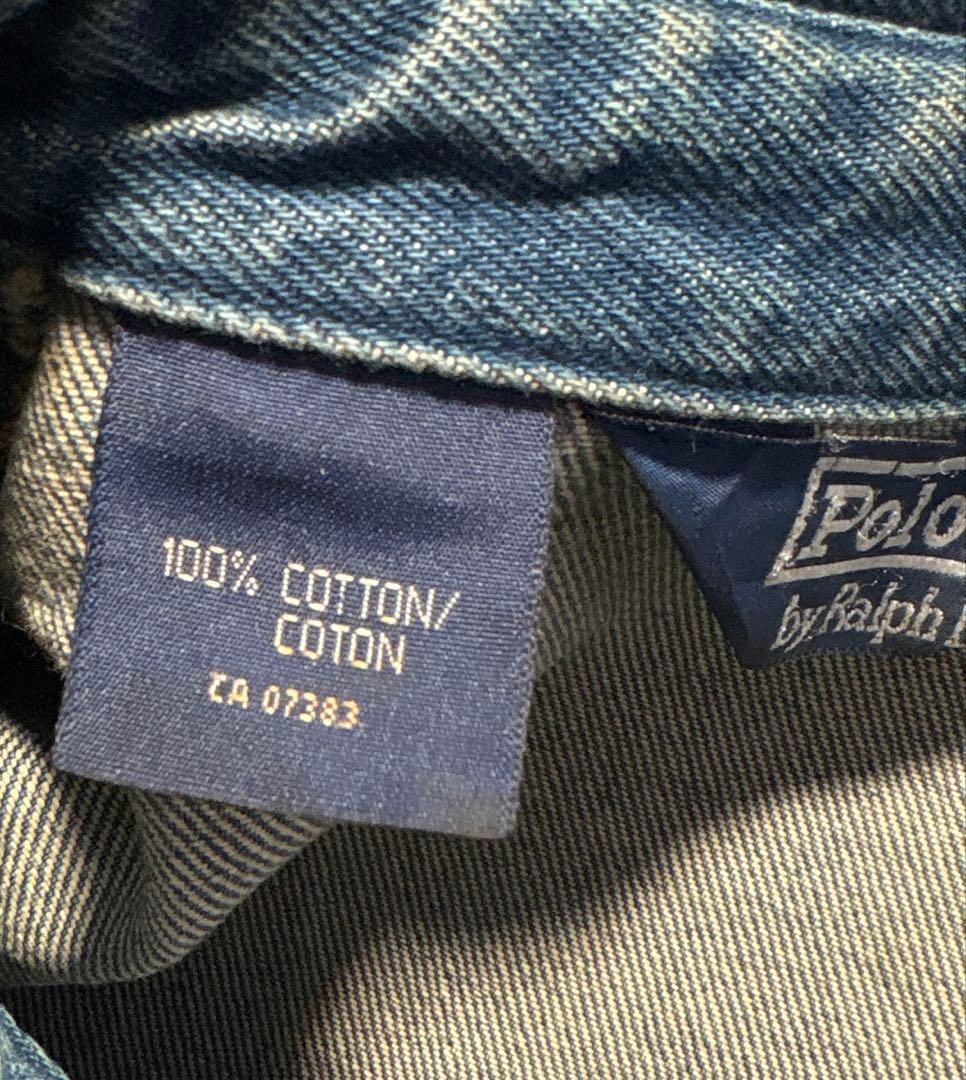 100% COTTON/
COTON
CA 07383
Polo
by Ralph